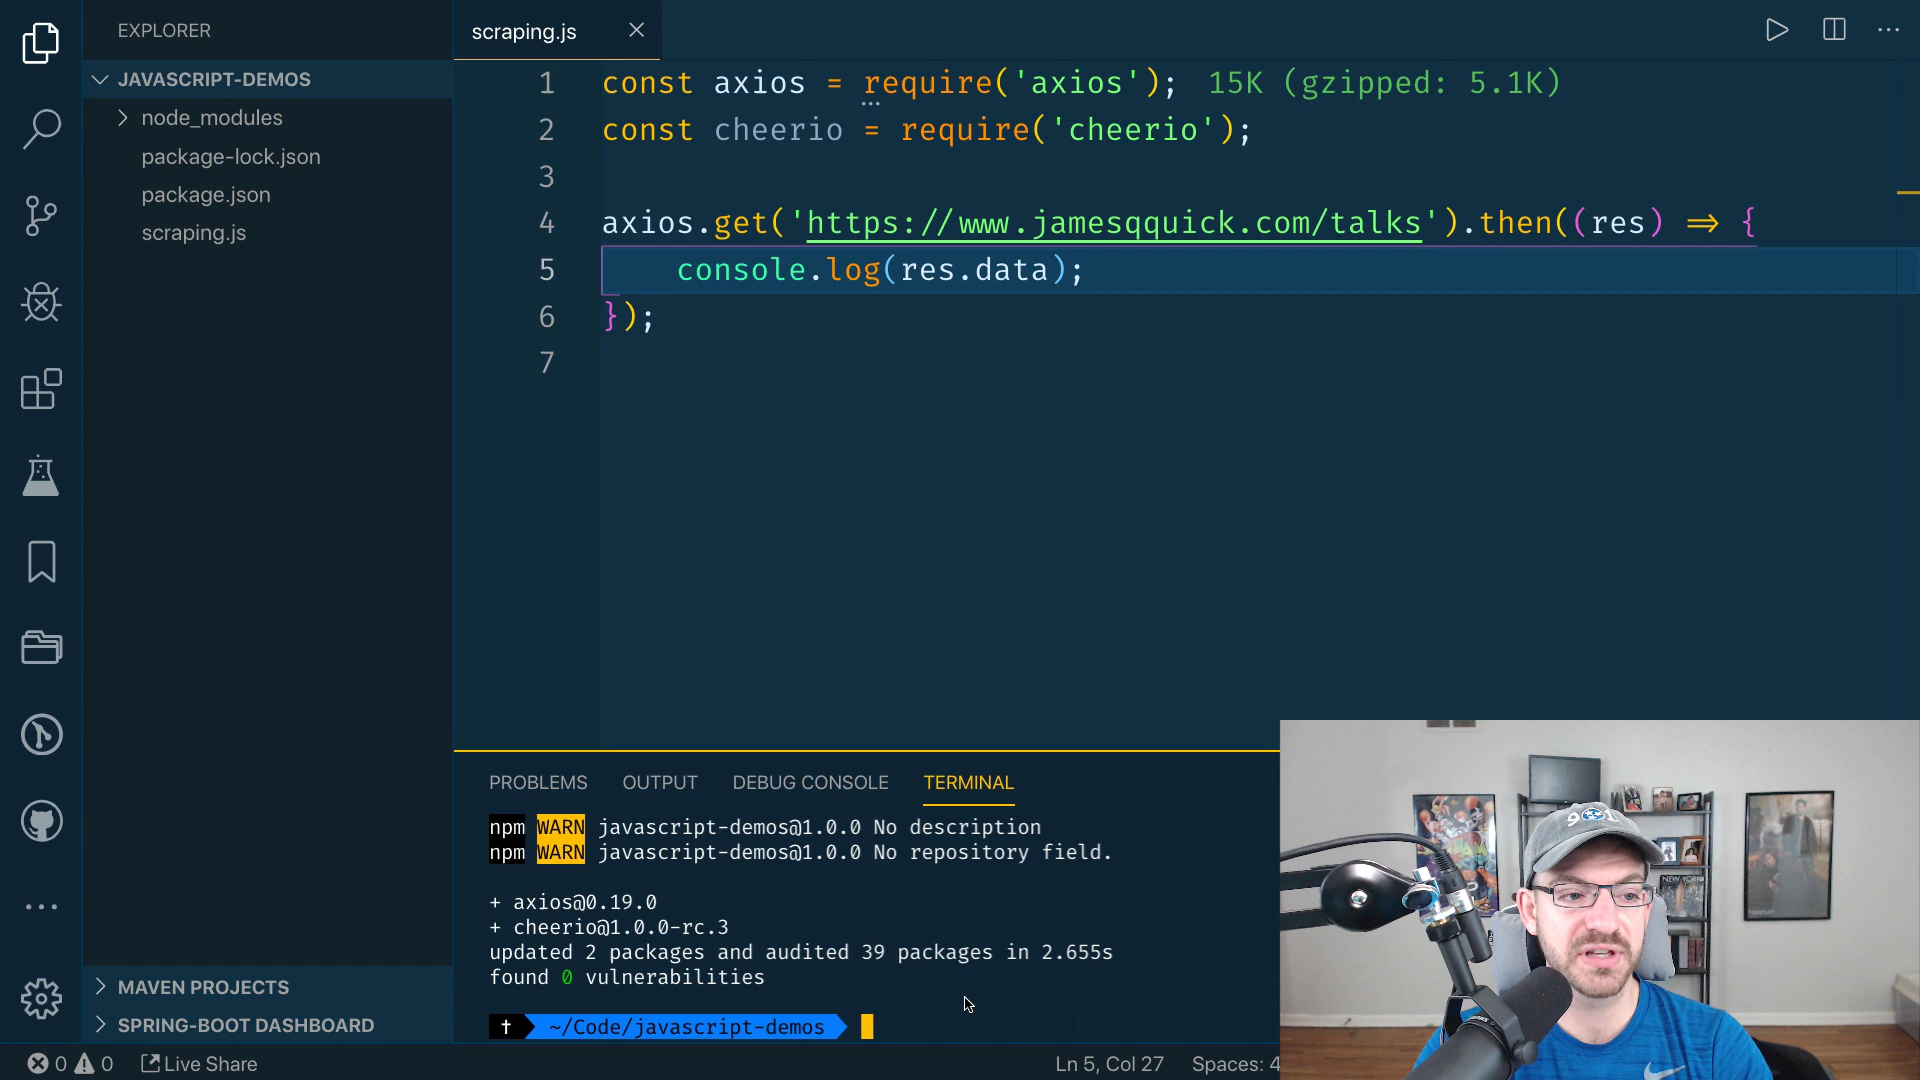 EXPLORER
JAVASCRIPT-DEMOS
node_modules
package-lock.json
package.json
scraping.js
MAVEN PROJECTS
SPRING-BOOT DASHBOARD
scraping.js
1 const axios = require('axios'); 15K (gzipped: 5.1K)
2 const cheerio = require('cheerio');
3
4 axios.get('https://www.jamesqquick.com/talks').then((res) => {
5 console.log(res.data);
6 });
7
PROBLEMS OUTPUT DEBUG CONSOLE TERMINAL
npm WARN javascript-demos@1.0.0 No description
npm WARN javascript-demos@1.0.0 No repository field.
+ axios@0.19.0
+ cheerio@1.0.0-rc.3
updated 2 packages and audited 39 packages in 2.655s
found 0 vulnerabilities
~/Code/javascript-demos
0 0 Live Share Ln 5, Col 27 Spaces: 4
NEW YORK